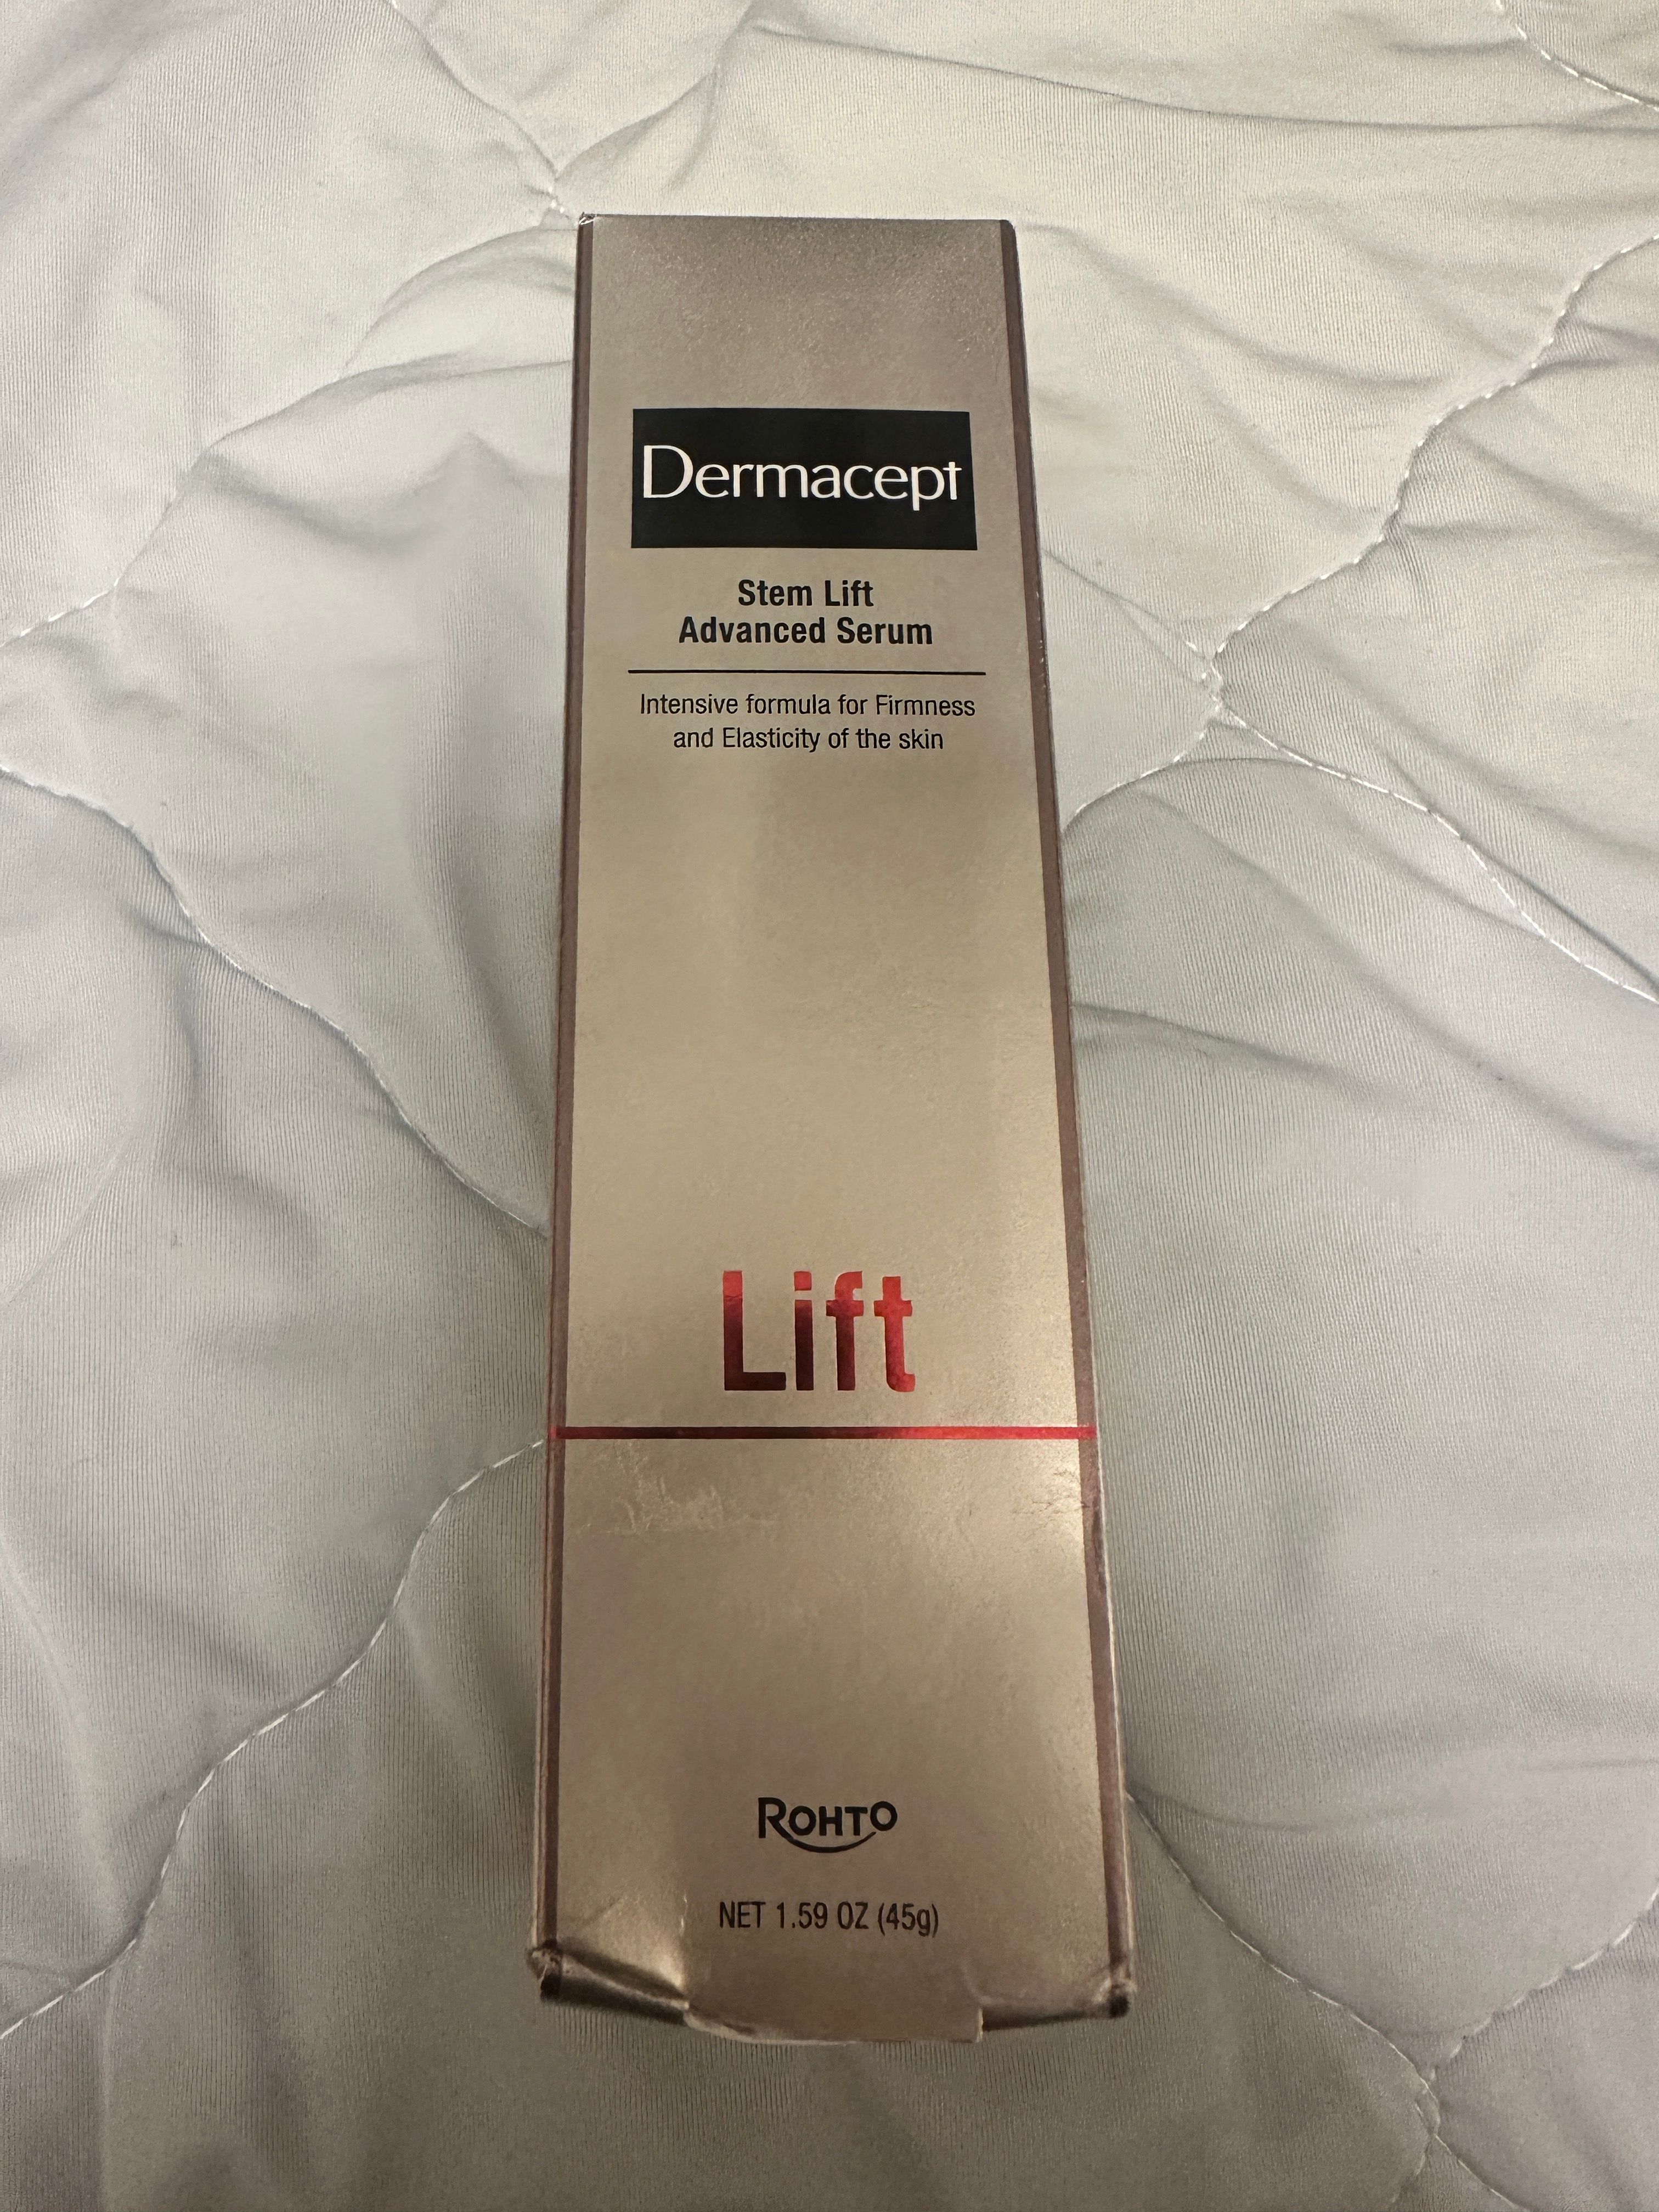 Dermacept
Stem Lift
Advanced Serum
Intensive formula for Firmness
and Elasticity of the skin
Lift
ROHTO
NET 1.59 OZ (45g)